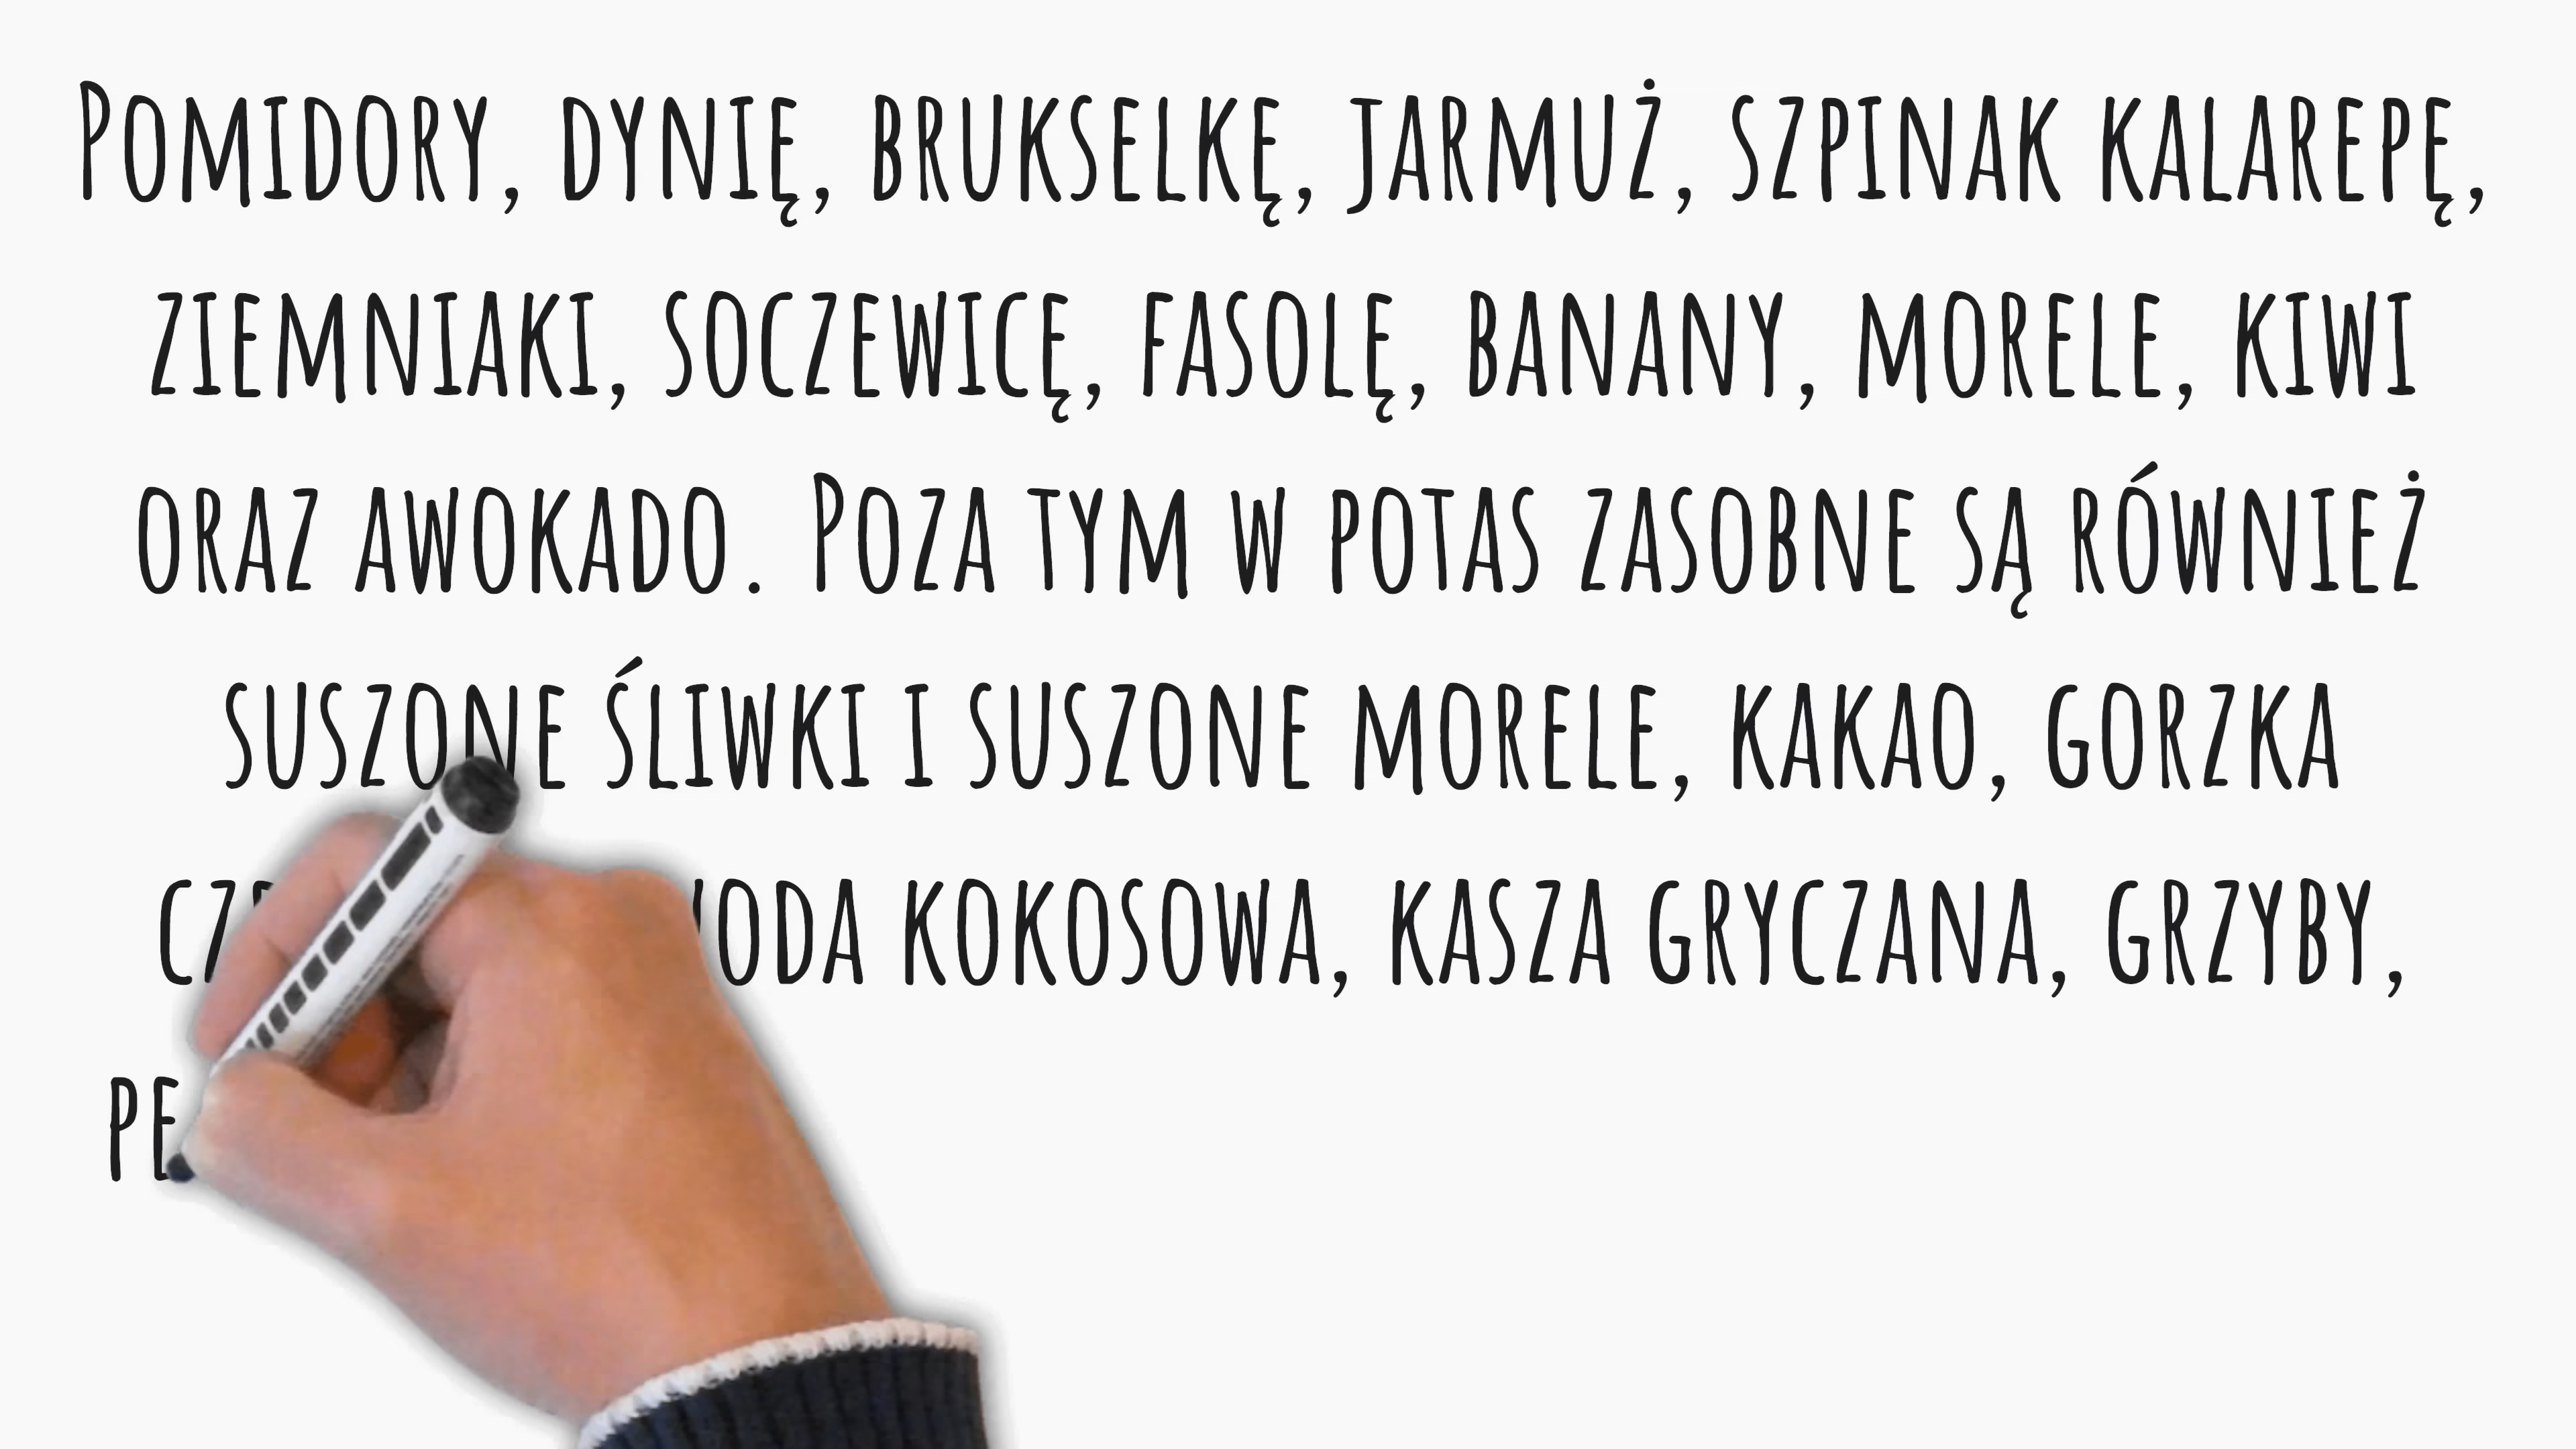 Pomidory, dynię, brukselkę, jarmuż, szpinak kalarepę,
ziemniaki, soczewicę, fasolę, banany, morele, kiwi
oraz awokado. Poza tym w potas zasobne są również
suszone śliwki i suszone morele, kakao, gorzka
kokosowa, kasza gryczana, grzyby,